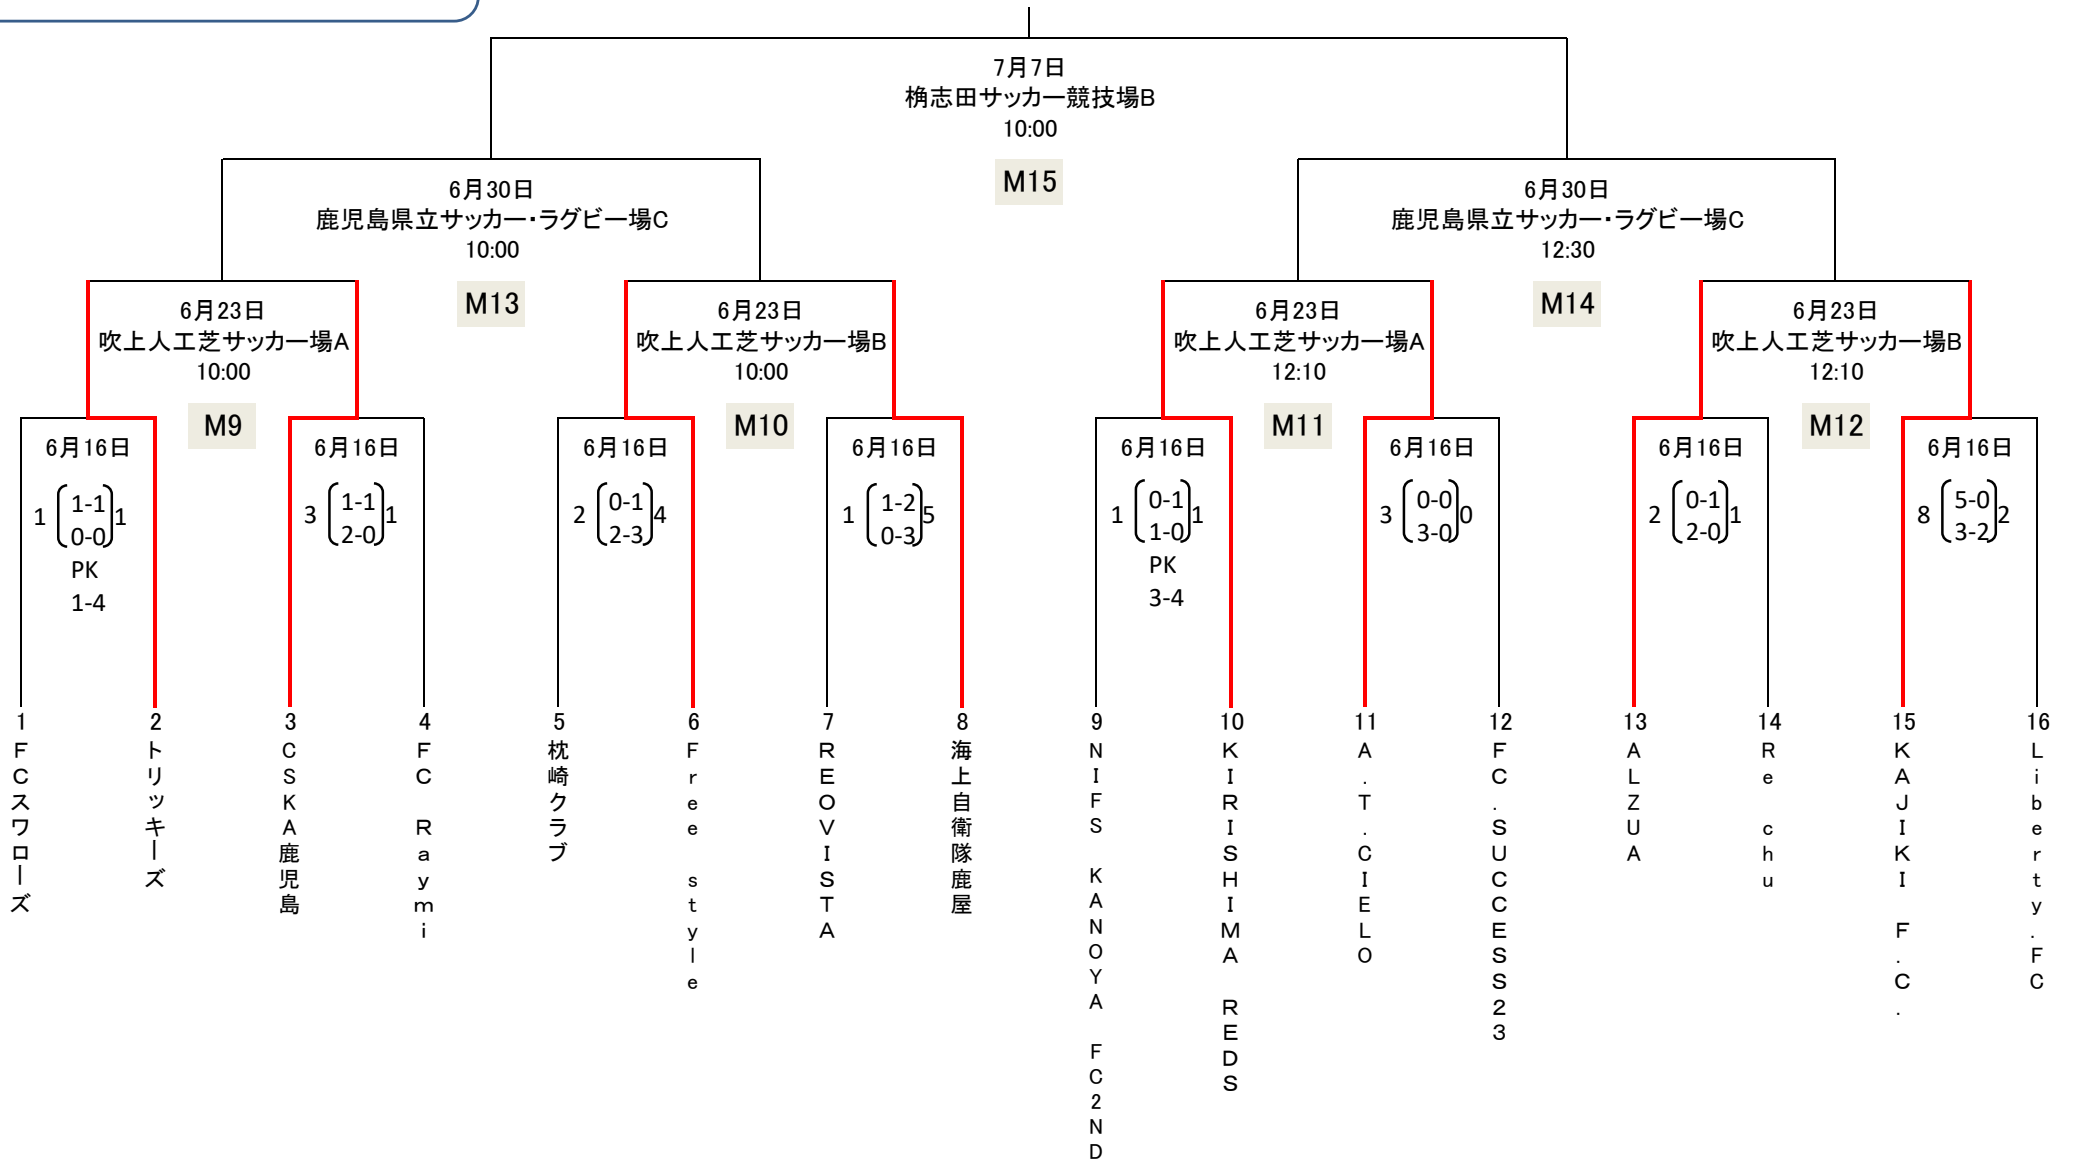 7月7日
桷志田サッカー競技場B
10:00
M15
6月30日
鹿児島県立サッカー・ラグビー場C
10:00
M13
6月30日
鹿児島県立サッカー・ラグビー場C
12:30
M14
6月23日
吹上人工芝サッカー場A
10:00
M9
6月23日
吹上人工芝サッカー場B
10:00
M10
6月23日
吹上人工芝サッカー場A
12:10
M11
6月23日
吹上人工芝サッカー場B
12:10
M12
6月16日
1 1-1 1
0-0
PK
1-4
6月16日
3 1-1 1
2-0
6月16日
2 0-1 4
2-3
6月16日
1 1-2 5
0-3
6月16日
1 0-1 1
1-0
PK
3-4
6月16日
3 0-0 0
3-0
6月16日
2 0-1 1
2-0
6月16日
8 5-0 2
3-2
1
FCスワローズ
2
トリッキーズ
3
CSKA鹿児島
4
FC Raymi
5
枕崎クラブ
6
Free style
7
REOVISTA
8
海上自衛隊鹿屋
9
NIFS KANOYA FC2ND
10
KIRISHIMA REDS
11
A.T.CIELO
12
FC.SUCCESS23
13
ALZUA
14
Re chu
15
KAJIKI F.C.
16
Liberty.FC